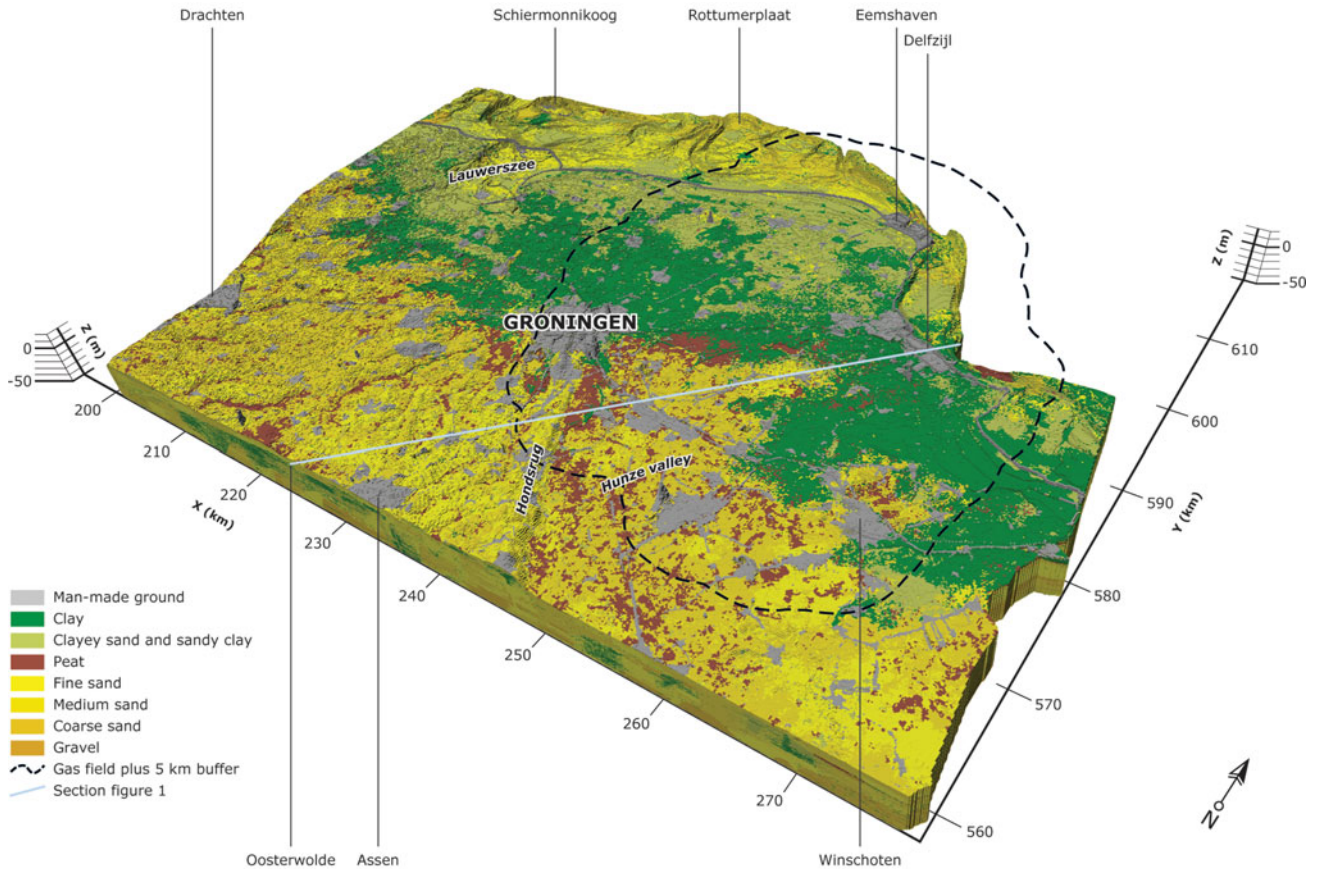 Drachten
Schiermonnikoog
Rottumerplaat
Eemshaven
Delfzijl
Lauwerszee
GRONINGEN
Hondsrug
Hunze valley
Z (m)
0
-50
Z (m)
0
-50
200
210
220
230
240
250
260
270
X (km)
610
600
590
580
570
560
Y (km)
Man-made ground
Clay
Clayey sand and sandy clay
Peat
Fine sand
Medium sand
Coarse sand
Gravel
Gas field plus 5 km buffer
Section figure 1
Oosterwolde
Assen
Winschoten
N